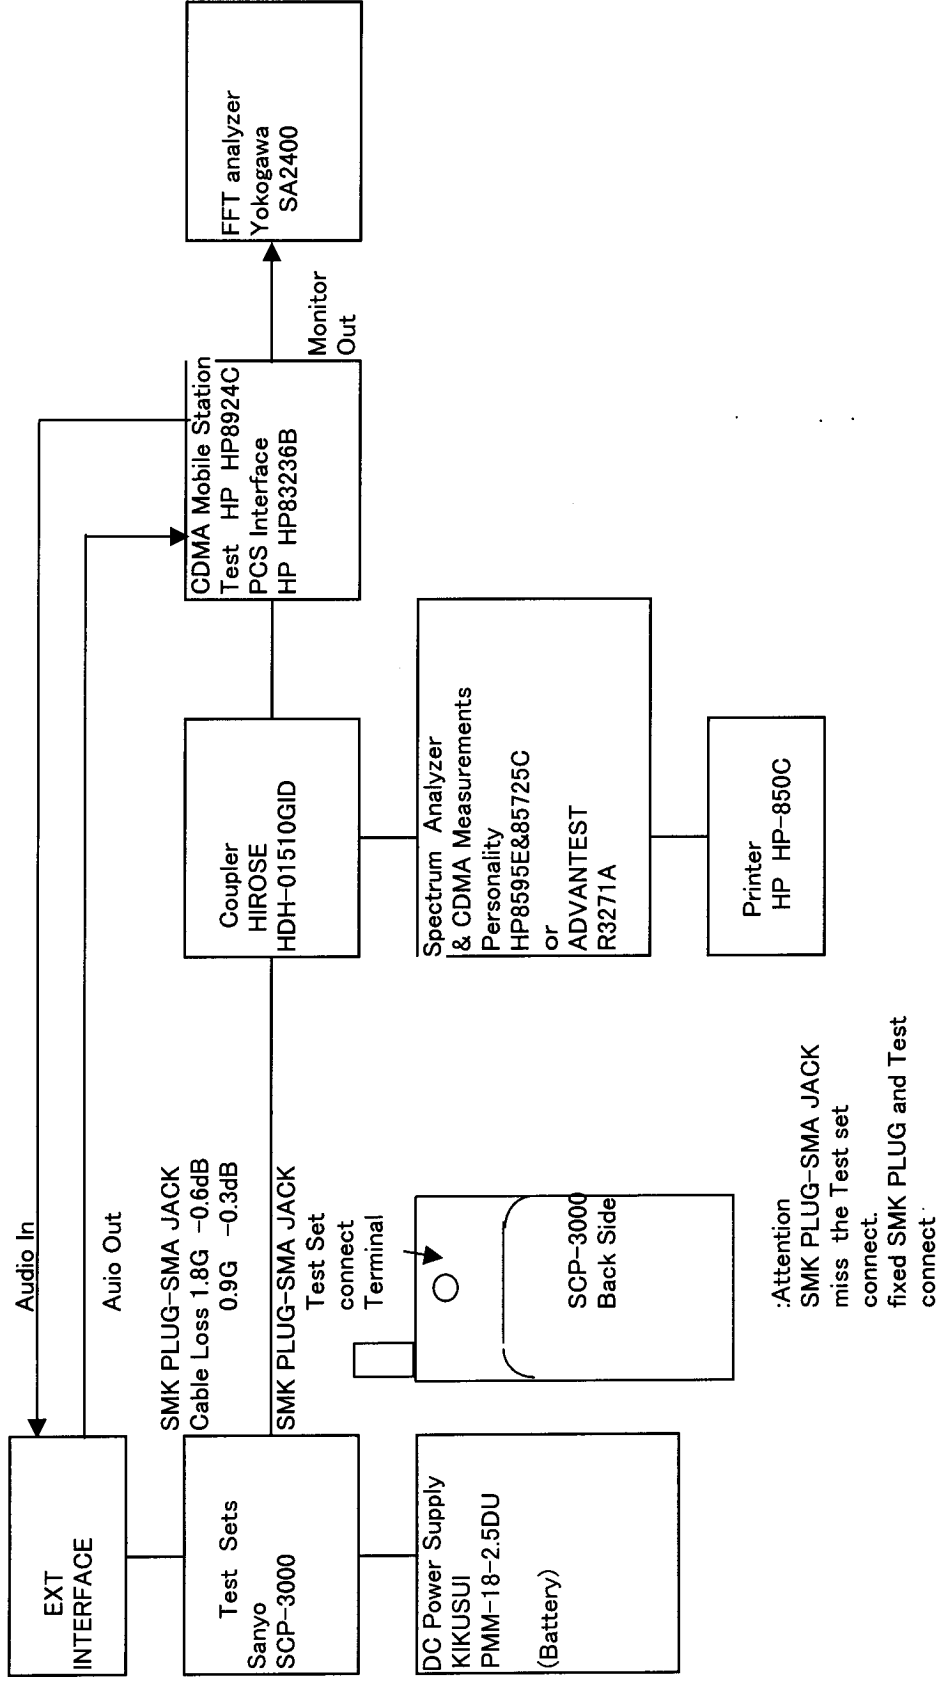 EXT
INTERFACE
Audio In
Auio Out
Test Sets
Sanyo
SCP-3000
SMK PLUG-SMA JACK
Cable Loss 1.8G -0.6dB
0.9G -0.3dB
SMK PLUG-SMA JACK
Test Set
connect
Terminal
Coupler
HIROSE
HDH-01510GID
CDMA Mobile Station
Test HP HP8924C
PCS Interface
HP HP83236B
Monitor
Out
FFT analyzer
Yokogawa
SA2400
DC Power Supply
KIKUSUI
PMM-18-2.5DU
(Battery)
SCP-3000
Back Side
Spectrum Analyzer
& CDMA Measurements
Personality
HP8595E&85725C
or
ADVANTEST
R3271A
Printer
HP HP-850C
:Attention
SMK PLUG-SMA JACK
miss the Test set
connect.
fixed SMK PLUG and Test
connect